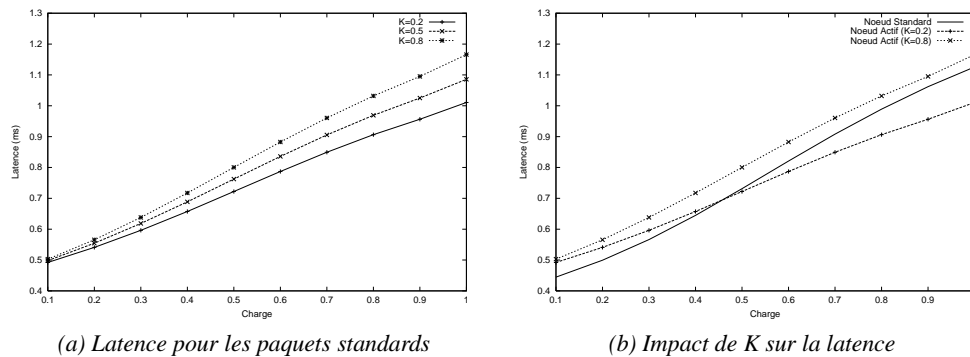 1.3
1.2
1.1
1
0.9
0.8
0.7
0.6
0.5
0.4
Latence (ms)
K=0.2
K=0.5
K=0.8
0.1 0.2 0.3 0.4 0.5 0.6 0.7 0.8 0.9 1
Charge
(a) Latence pour les paquets standards
1.3
1.2
1.1
1
0.9
0.8
0.7
0.6
0.5
0.4
Latence (ms)
Noeud Standard
Noeud Actif (K=0.2)
Noeud Actif (K=0.8)
0.1 0.2 0.3 0.4 0.5 0.6 0.7 0.8 0.9
Charge
(b) Impact de K sur la latence